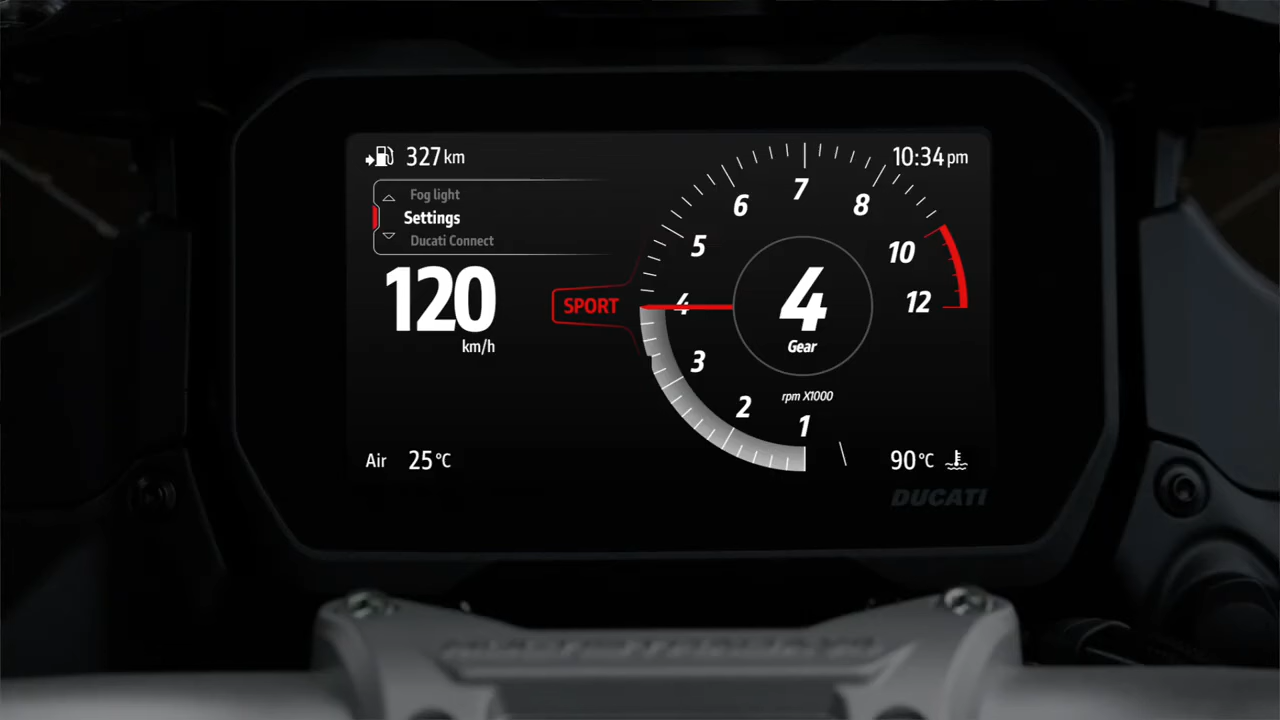 327 km
10:34 pm
Fog light
Settings
Ducati Connect
120
km/h
SPORT
1
2
3
4
5
6
7
8
10
12
4
Gear
rpm X1000
Air 25 °C
90 °C
DUCATI